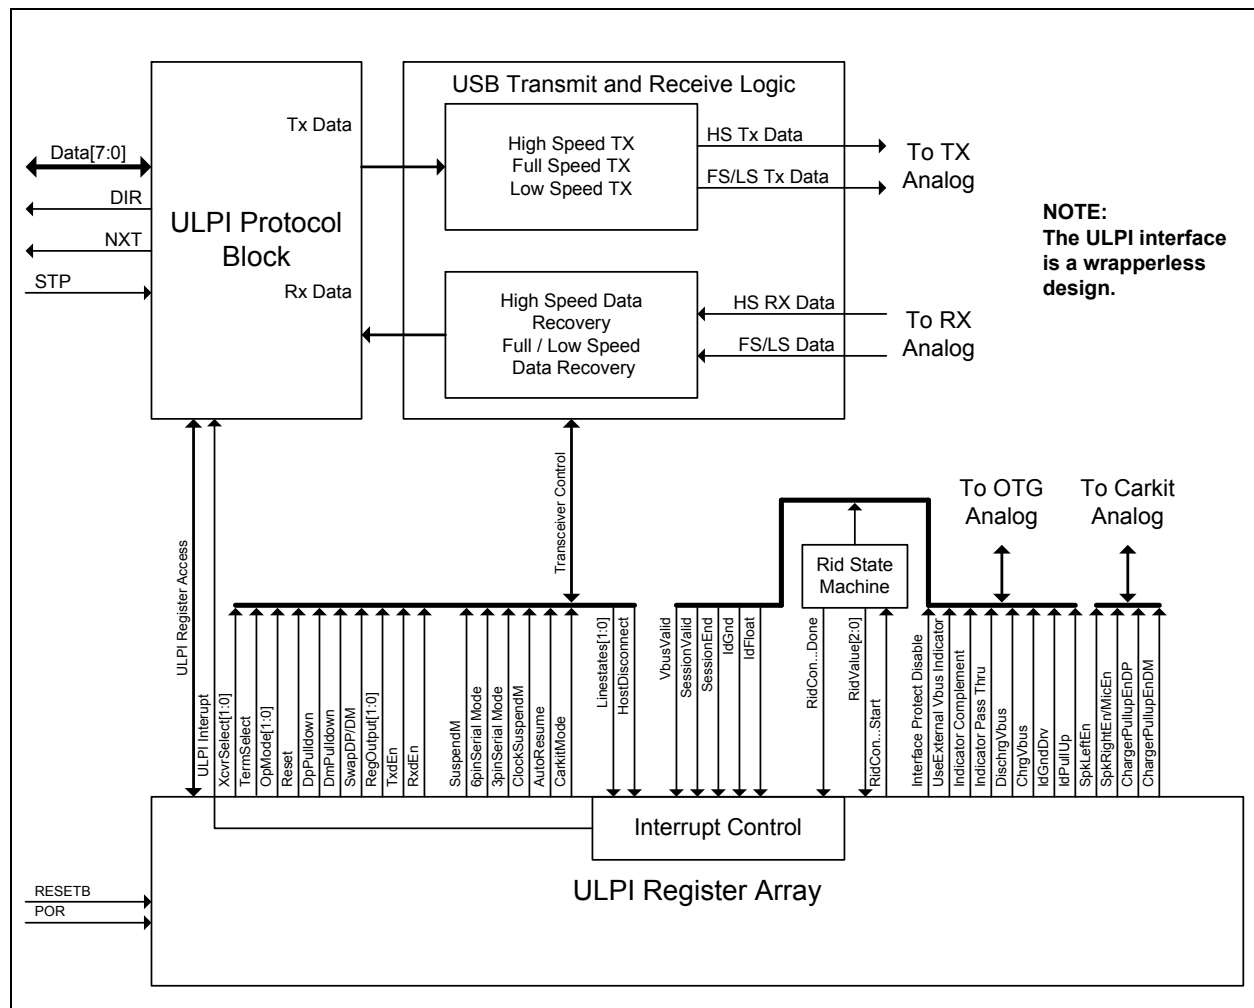 USB Transmit and Receive Logic
Tx Data
High Speed TX
Full Speed TX
Low Speed TX
HS Tx Data
FS/LS Tx Data
To TX
Analog
Data[7:0]
DIR
NXT
STP
ULPI Protocol
Block
Rx Data
High Speed Data
Recovery
Full / Low Speed
Data Recovery
HS RX Data
FS/LS Data
To RX
Analog
NOTE:
The ULPI interface
is a wrapperless
design.
ULPI Register Access
ULPI Interupt
Transceiver Control
To OTG
Analog
To Carkit
Analog
Rid State
Machine
XcvrSelect[1:0]
TermSelect
OpMode[1:0]
Reset
DpPulldown
DmPulldown
SwapDP/DM
RegOutput[1:0]
TxdEn
RxdEn
SuspendM
6pinSerial Mode
3pinSerial Mode
ClockSuspendM
AutoResume
CarkitMode
Linestates[1:0]
HostDisconnect
VbusValid
SessionValid
SessionEnd
IdGnd
IdFloat
RidCon...Done
RidValue[2:0]
RidCon...Start
Interface Protect Disable
UseExternal Vbus Indicator
Indicator Complement
Indicator Pass Thru
DischrgVbus
ChrgVbus
IdGndDrv
IdPullUp
SpkLeftEn
SpkRightEn/MicEn
ChargerPullupEnDP
ChargerPullupEnDM
Interrupt Control
ULPI Register Array
RESETB
POR